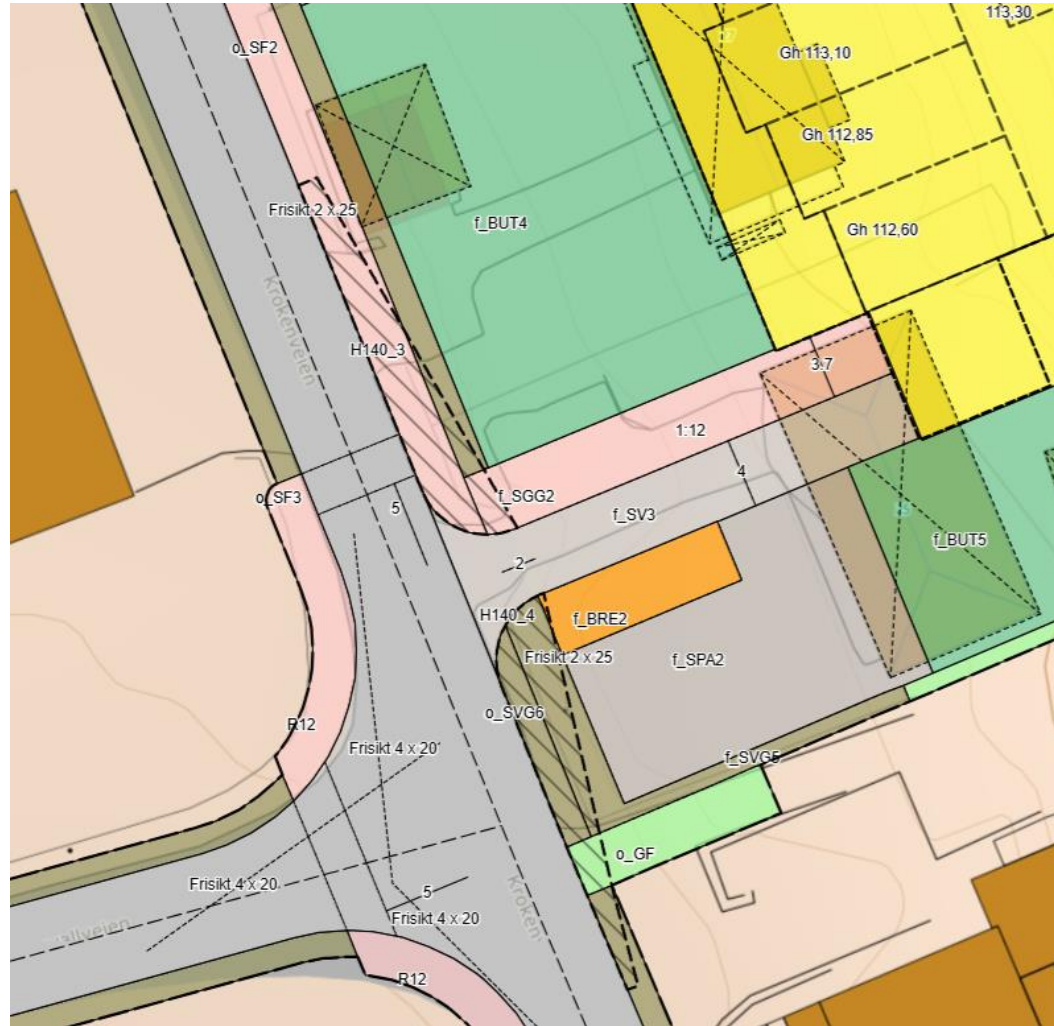 113,30
o_SF2
Gh 113,10
Gh 112,85
Frisikt 2 x 25
f_BUT4
Gh 112,60
Krokenveien
H140_3
3.7
1:12
4
o_SF3
5
f_SGG2
f_SV3
f_BUT5
2
H140_4
f_BRE2
Frisikt 2 x 25
f_SPA2
o_SVG6
R12
Frisikt 4 x 20
f_SVG5
o_GF
Frisikt 4 x 20
5
Kroken
Frisikt 4 x 20
allveien
R12